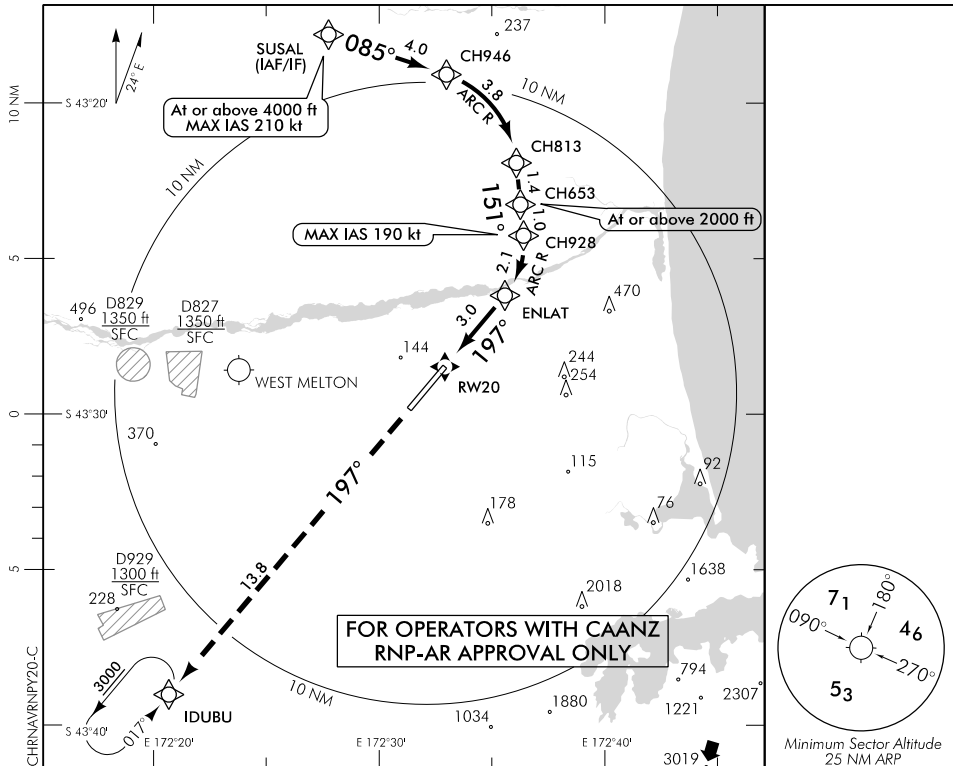 237
SUSAL
(IAF/IF)
085°
4.0
CH946
24° E
10 NM
S 43°20'
At or above 4000 ft
MAX IAS 210 kt
ARC R
3.8
10 NM
10 NM
CH813
1.4
151°
CH653
At or above 2000 ft
1.0
MAX IAS 190 kt
CH928
5
2.1
ARC R
496
D829
1350 ft
SFC
D827
1350 ft
SFC
470
ENLAT
3.0
197°
144
244
254
WEST MELTON
RW20
0
S 43°30'
370
197°
115
92
178
76
5
D929
1300 ft
SFC
228
13.8
1638
2018
FOR OPERATORS WITH CAANZ
RNP-AR APPROVAL ONLY
3000
017°
IDUBU
10 NM
794
1221
2307
1880
1034
S 43°40'
E 172°20'
E 172°30'
E 172°40'
3019
CHRNAVRNPY20-C
71
46
53
090°
180°
270°
Minimum Sector Altitude
25 NM ARP